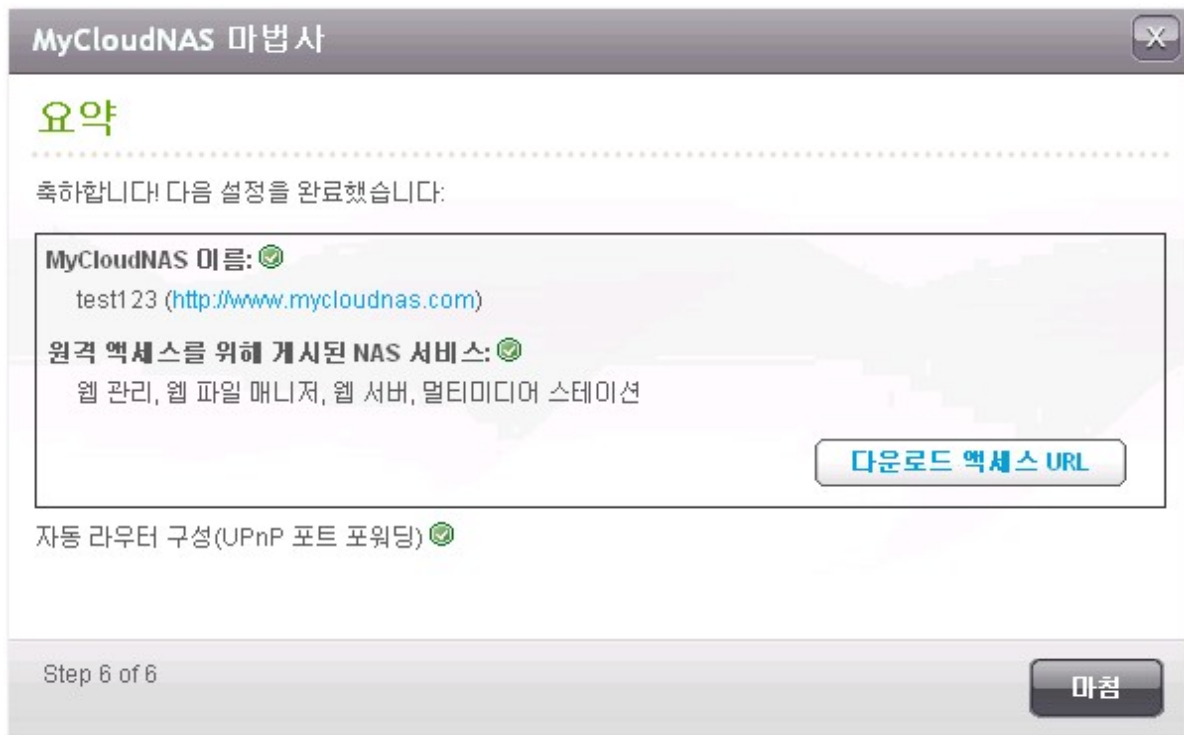 MyCloudNAS 마법사
X
요약
축하합니다! 다음 설정을 완료했습니다:
MyCloudNAS 이름:
test123 (http://www.mycloudnas.com)
원격 액세스를 위해 게시된 NAS 서비스:
웹 관리, 웹 파일 매니저, 웹 서버, 멀티미디어 스테이션
다운로드 액세스 URL
자동 라우터 구성(UPnP 포트 포워딩)
Step 6 of 6
마침